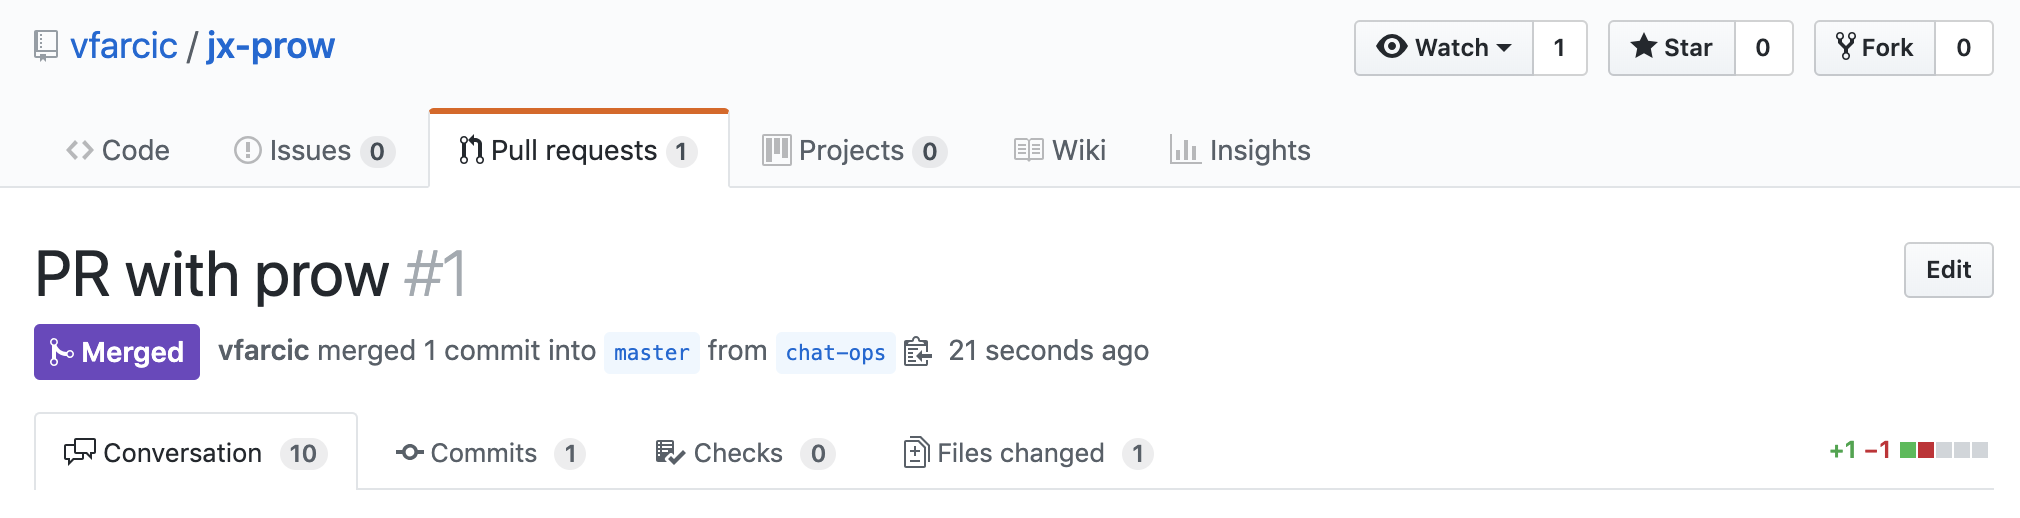 vfarcic / jx-prow Watch 1 Star 0 Fork 0
Code Issues 0 Pull requests 1 Projects 0 Wiki Insights
PR with prow #1 Edit
Merged vfarcic merged 1 commit into master from chat-ops 21 seconds ago
Conversation 10 Commits 1 Checks 0 Files changed 1 +1 −1